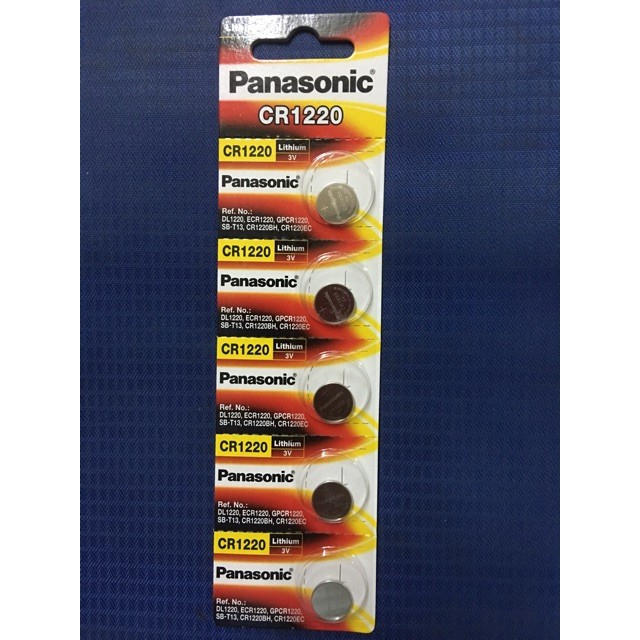 Panasonic®
CR1220
CR1220 Lithium 3V
Panasonic®
Ref. No.:
DL1220, ECR1220, GPCR1220,
SB-T13, CR1220BH, CR1220EC
CR1220 Lithium 3V
Panasonic®
Ref. No.:
DL1220, ECR1220, GPCR1220,
SB-T13, CR1220BH, CR1220EC
CR1220 Lithium 3V
Panasonic®
Ref. No.:
DL1220, ECR1220, GPCR1220,
SB-T13, CR1220BH, CR1220EC
CR1220 Lithium 3V
Panasonic®
Ref. No.:
DL1220, ECR1220, GPCR1220,
SB-T13, CR1220BH, CR1220EC
CR1220 Lithium 3V
Panasonic®
Ref. No.:
DL1220, ECR1220, GPCR1220,
SB-T13, CR1220BH, CR1220EC